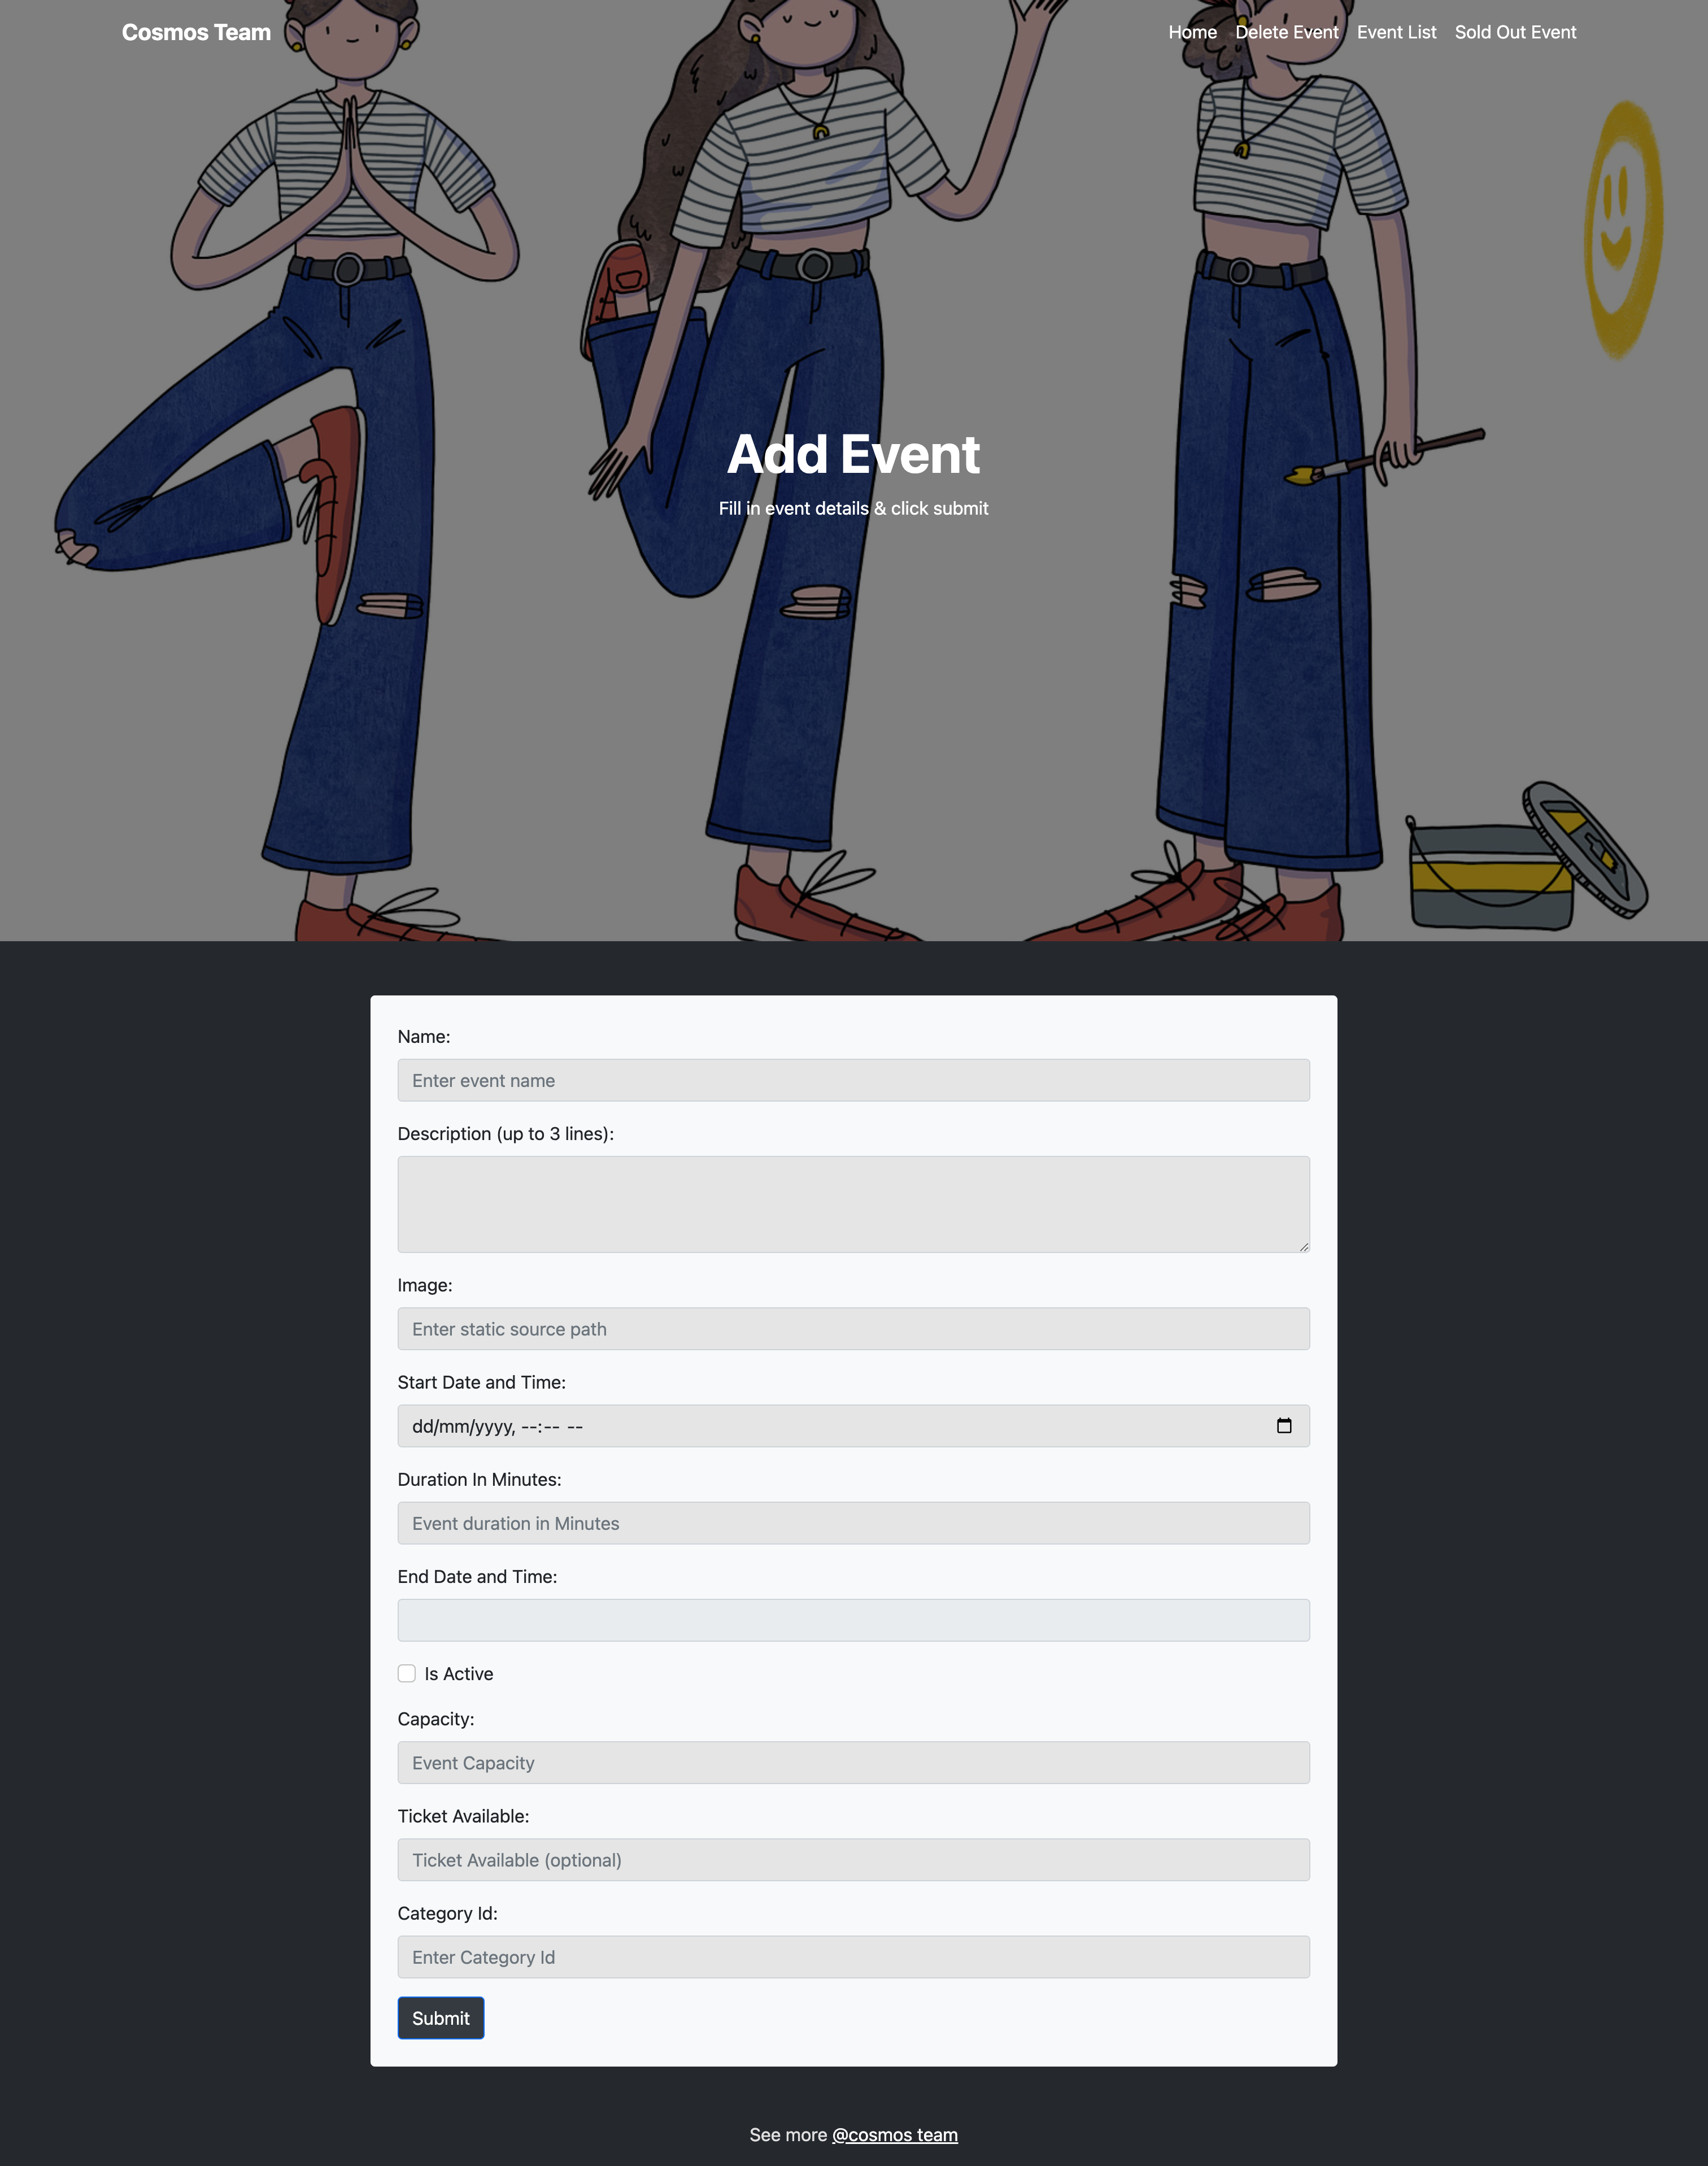 Cosmos Team
Home Delete Event Event List Sold Out Event
Add Event
Fill in event details & click submit
Name:
Enter event name
Description (up to 3 lines):
Image:
Enter static source path
Start Date and Time:
dd/mm/yyyy, --:-- --
Duration In Minutes:
Event duration in Minutes
End Date and Time:
Is Active
Capacity:
Event Capacity
Ticket Available:
Ticket Available (optional)
Category Id:
Enter Category Id
Submit
See more @cosmos team